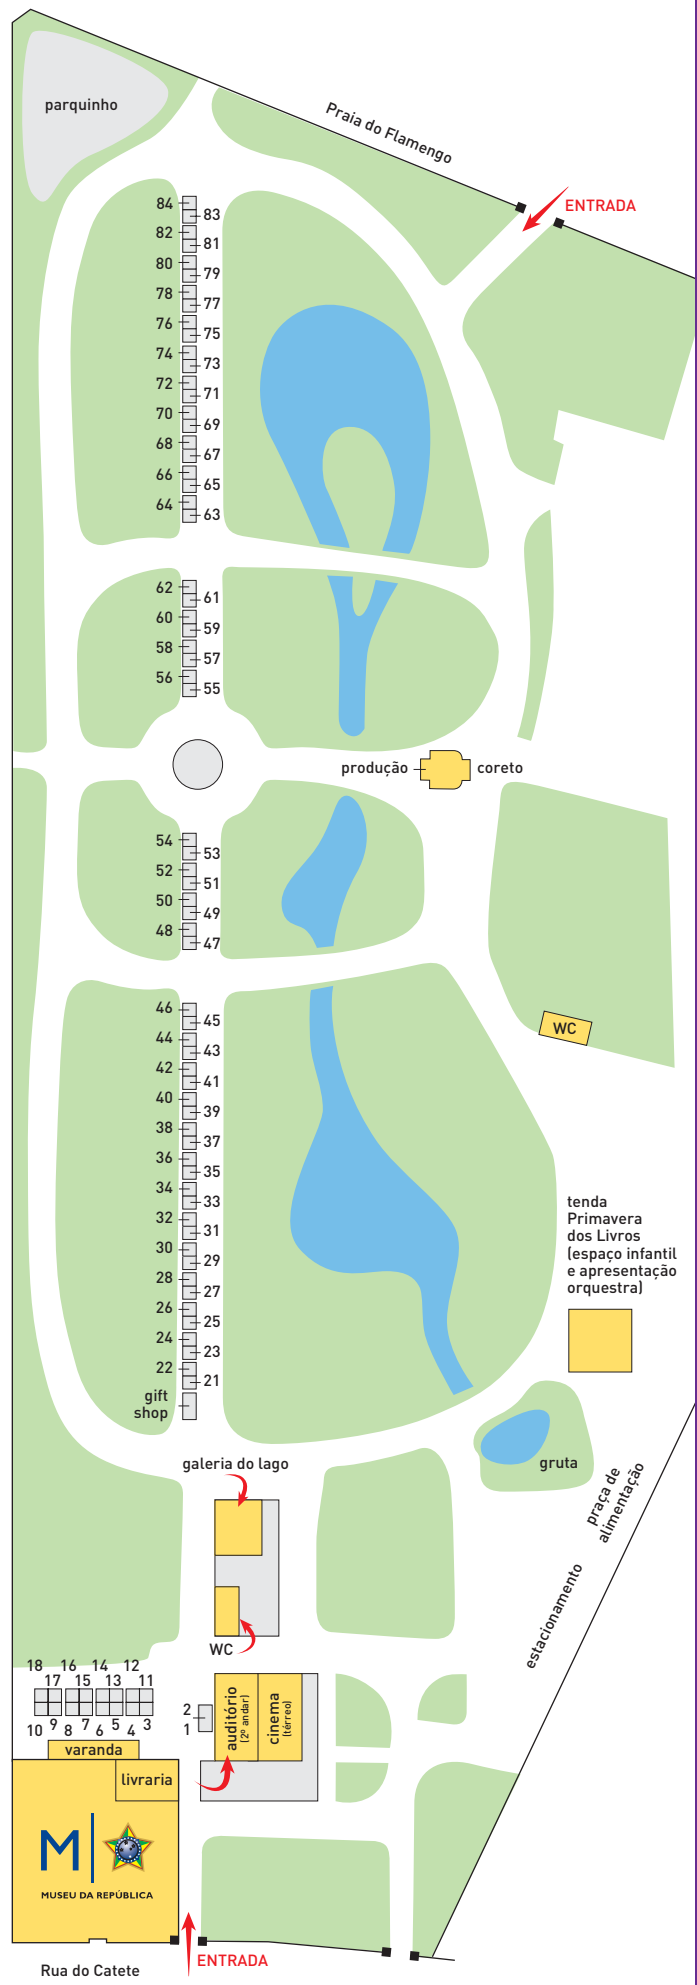 parquinho
Praia do Flamengo
ENTRADA
84
83
82
81
80
79
78
77
76
75
74
73
72
71
70
69
68
67
66
65
64
63
62
61
60
59
58
57
56
55
produção
coreto
54
53
52
51
50
49
48
47
46
45
44
43
42
41
40
39
38
37
36
35
34
33
32
31
30
29
28
27
26
25
24
23
22
21
gift
shop
WC
tenda
Primavera
dos Livros
(espaço infantil
e apresentação
orquestra)
gruta
praça de
alimentação
estacionamento
galeria do lago
WC
18 16 14 12
17 15 13 11
10 9 8 7 6 5 4 3
2
1
auditório
(2º andar)
cinema
(térreo)
varanda
livraria
M
MUSEU DA REPÚBLICA
ENTRADA
Rua do Catete